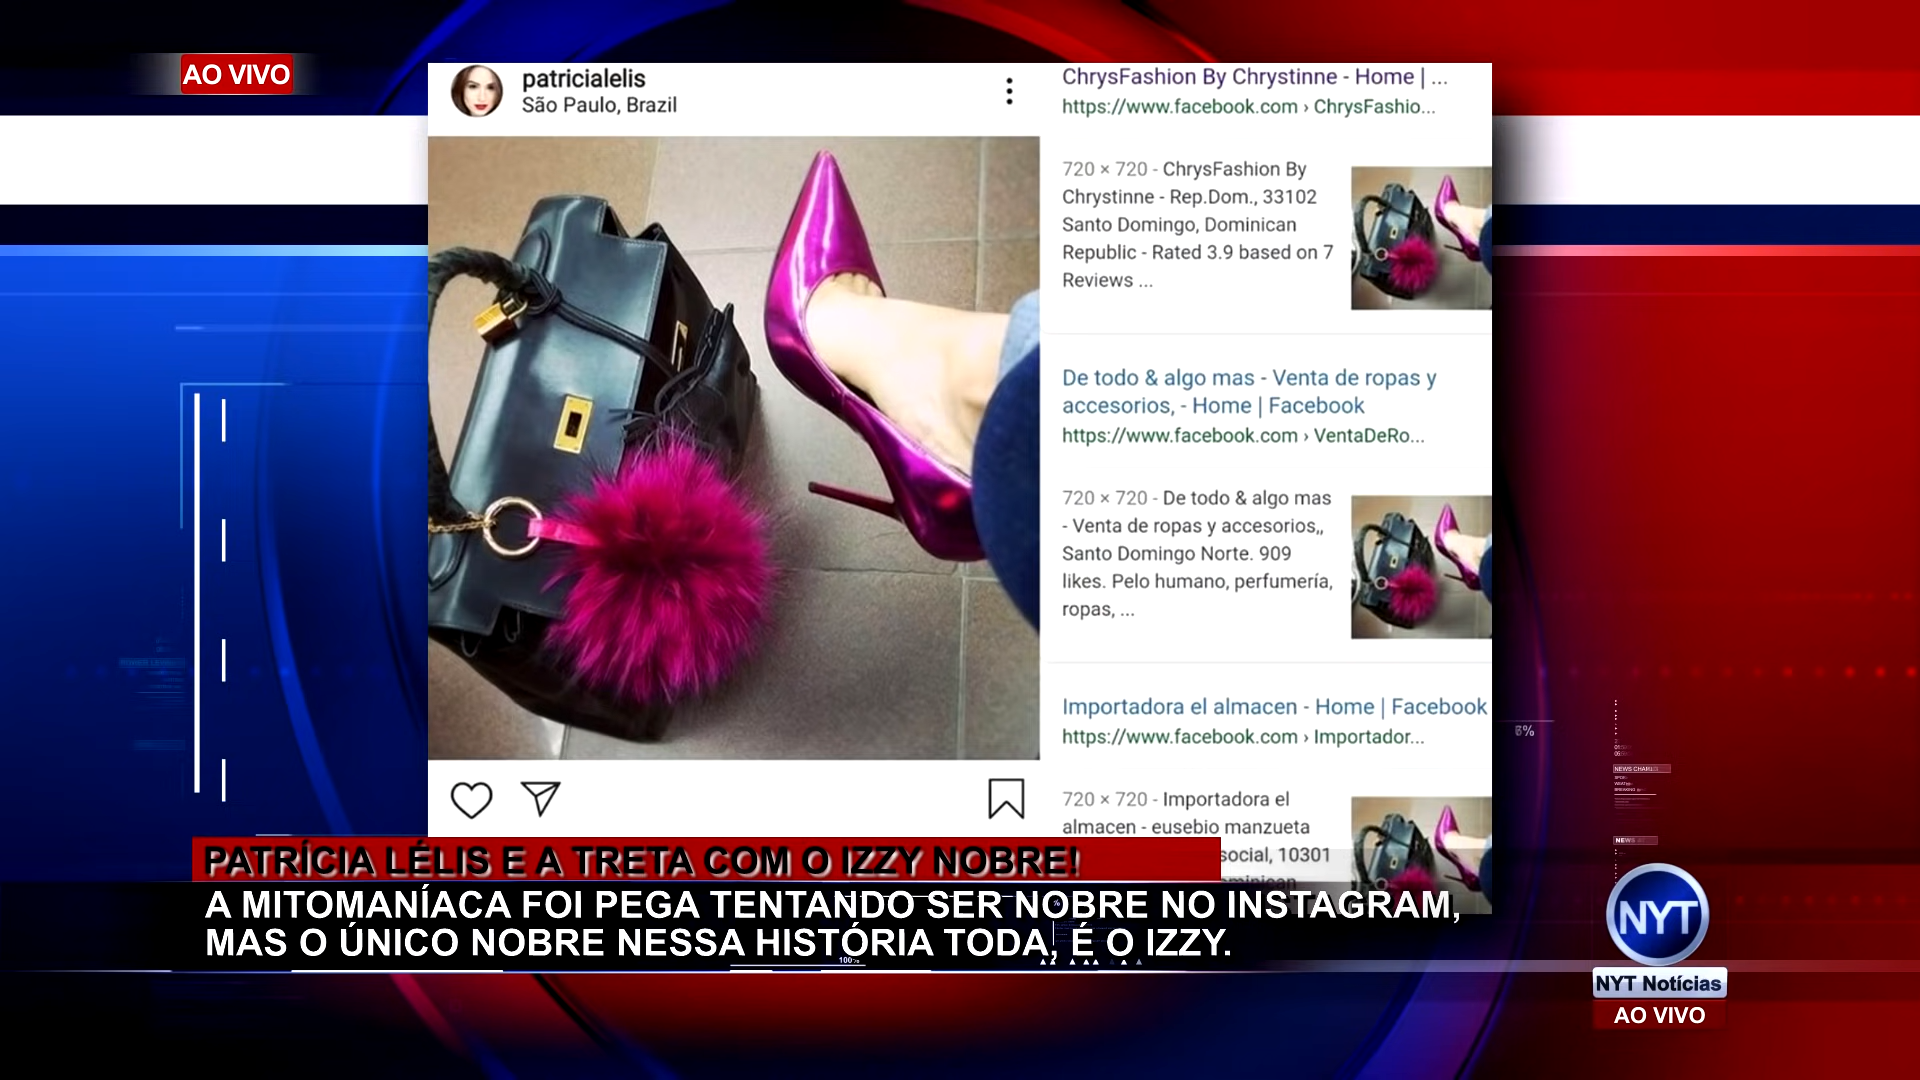 AO VIVO
patricialelis
São Paulo, Brazil
ChrysFashion By Chrystinne - Home | ...
https://www.facebook.com › ChrysFashio...
720 × 720 - ChrysFashion By
Chrystinne - Rep.Dom., 33102
Santo Domingo, Dominican
Republic - Rated 3.9 based on 7
Reviews ...
De todo & algo mas - Venta de ropas y
accesorios, - Home | Facebook
https://www.facebook.com › VentaDeRo...
720 × 720 - De todo & algo mas
- Venta de ropas y accesorios,,
Santo Domingo Norte. 909
likes. Pelo humano, perfumería,
ropas, ...
Importadora el almacen - Home | Facebook
https://www.facebook.com › Importador...
720 × 720 - Importadora el
almacen - eusebio manzueta
social, 10301
PATRÍCIA LÉLIS E A TRETA COM O IZZY NOBRE!
A MITOMANÍACA FOI PEGA TENTANDO SER NOBRE NO INSTAGRAM,
MAS O ÚNICO NOBRE NESSA HISTÓRIA TODA, É O IZZY.
100%
NEWS
NYT
NYT Notícias
AO VIVO